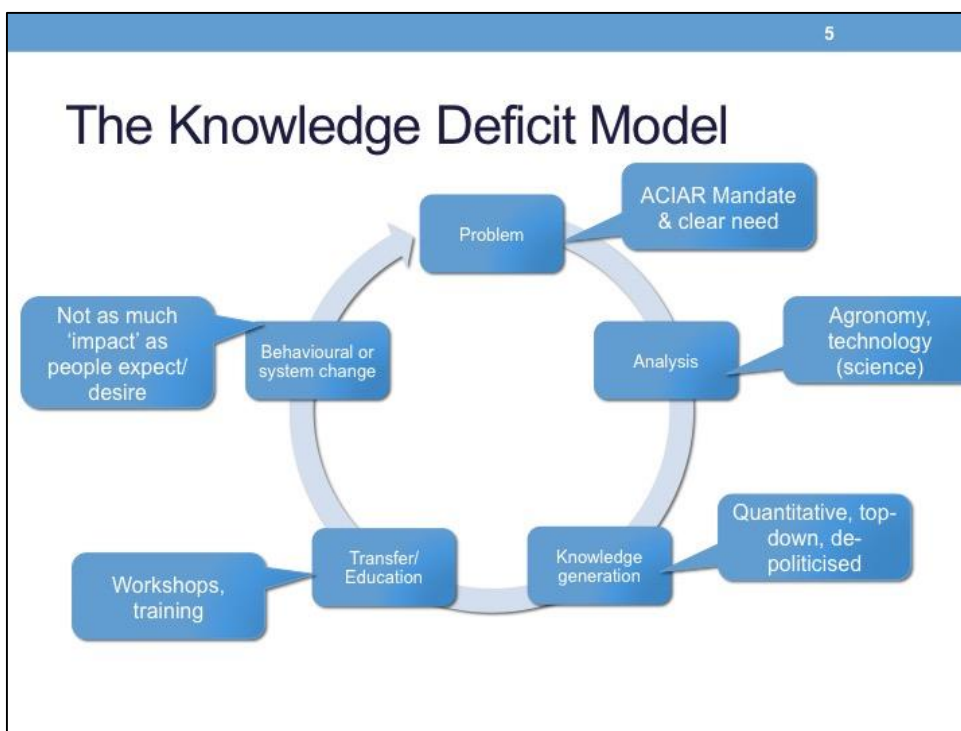 5
The Knowledge Deficit Model
Problem
ACIAR Mandate
& clear need
Analysis
Agronomy,
technology
(science)
Knowledge
generation
Quantitative, top-
down, de-
politicised
Transfer/
Education
Workshops,
training
Behavioural or
system change
Not as much
‘impact’ as
people expect/
desire